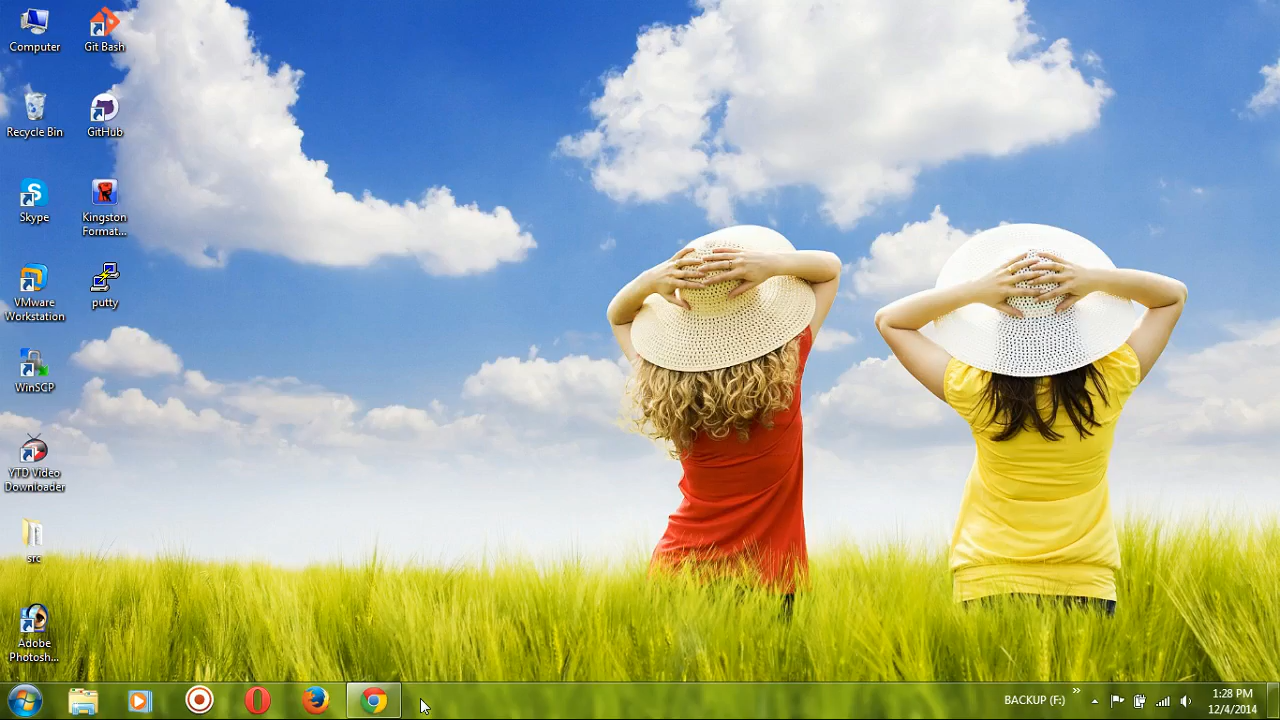 Computer
Git Bash
Recycle Bin
GitHub
Skype
Kingston
Format...
VMware
Workstation
putty
WinSCP
YTD Video
Downloader
src
Adobe
Photosh...
BACKUP (F:)
»
1:28 PM
12/4/2014